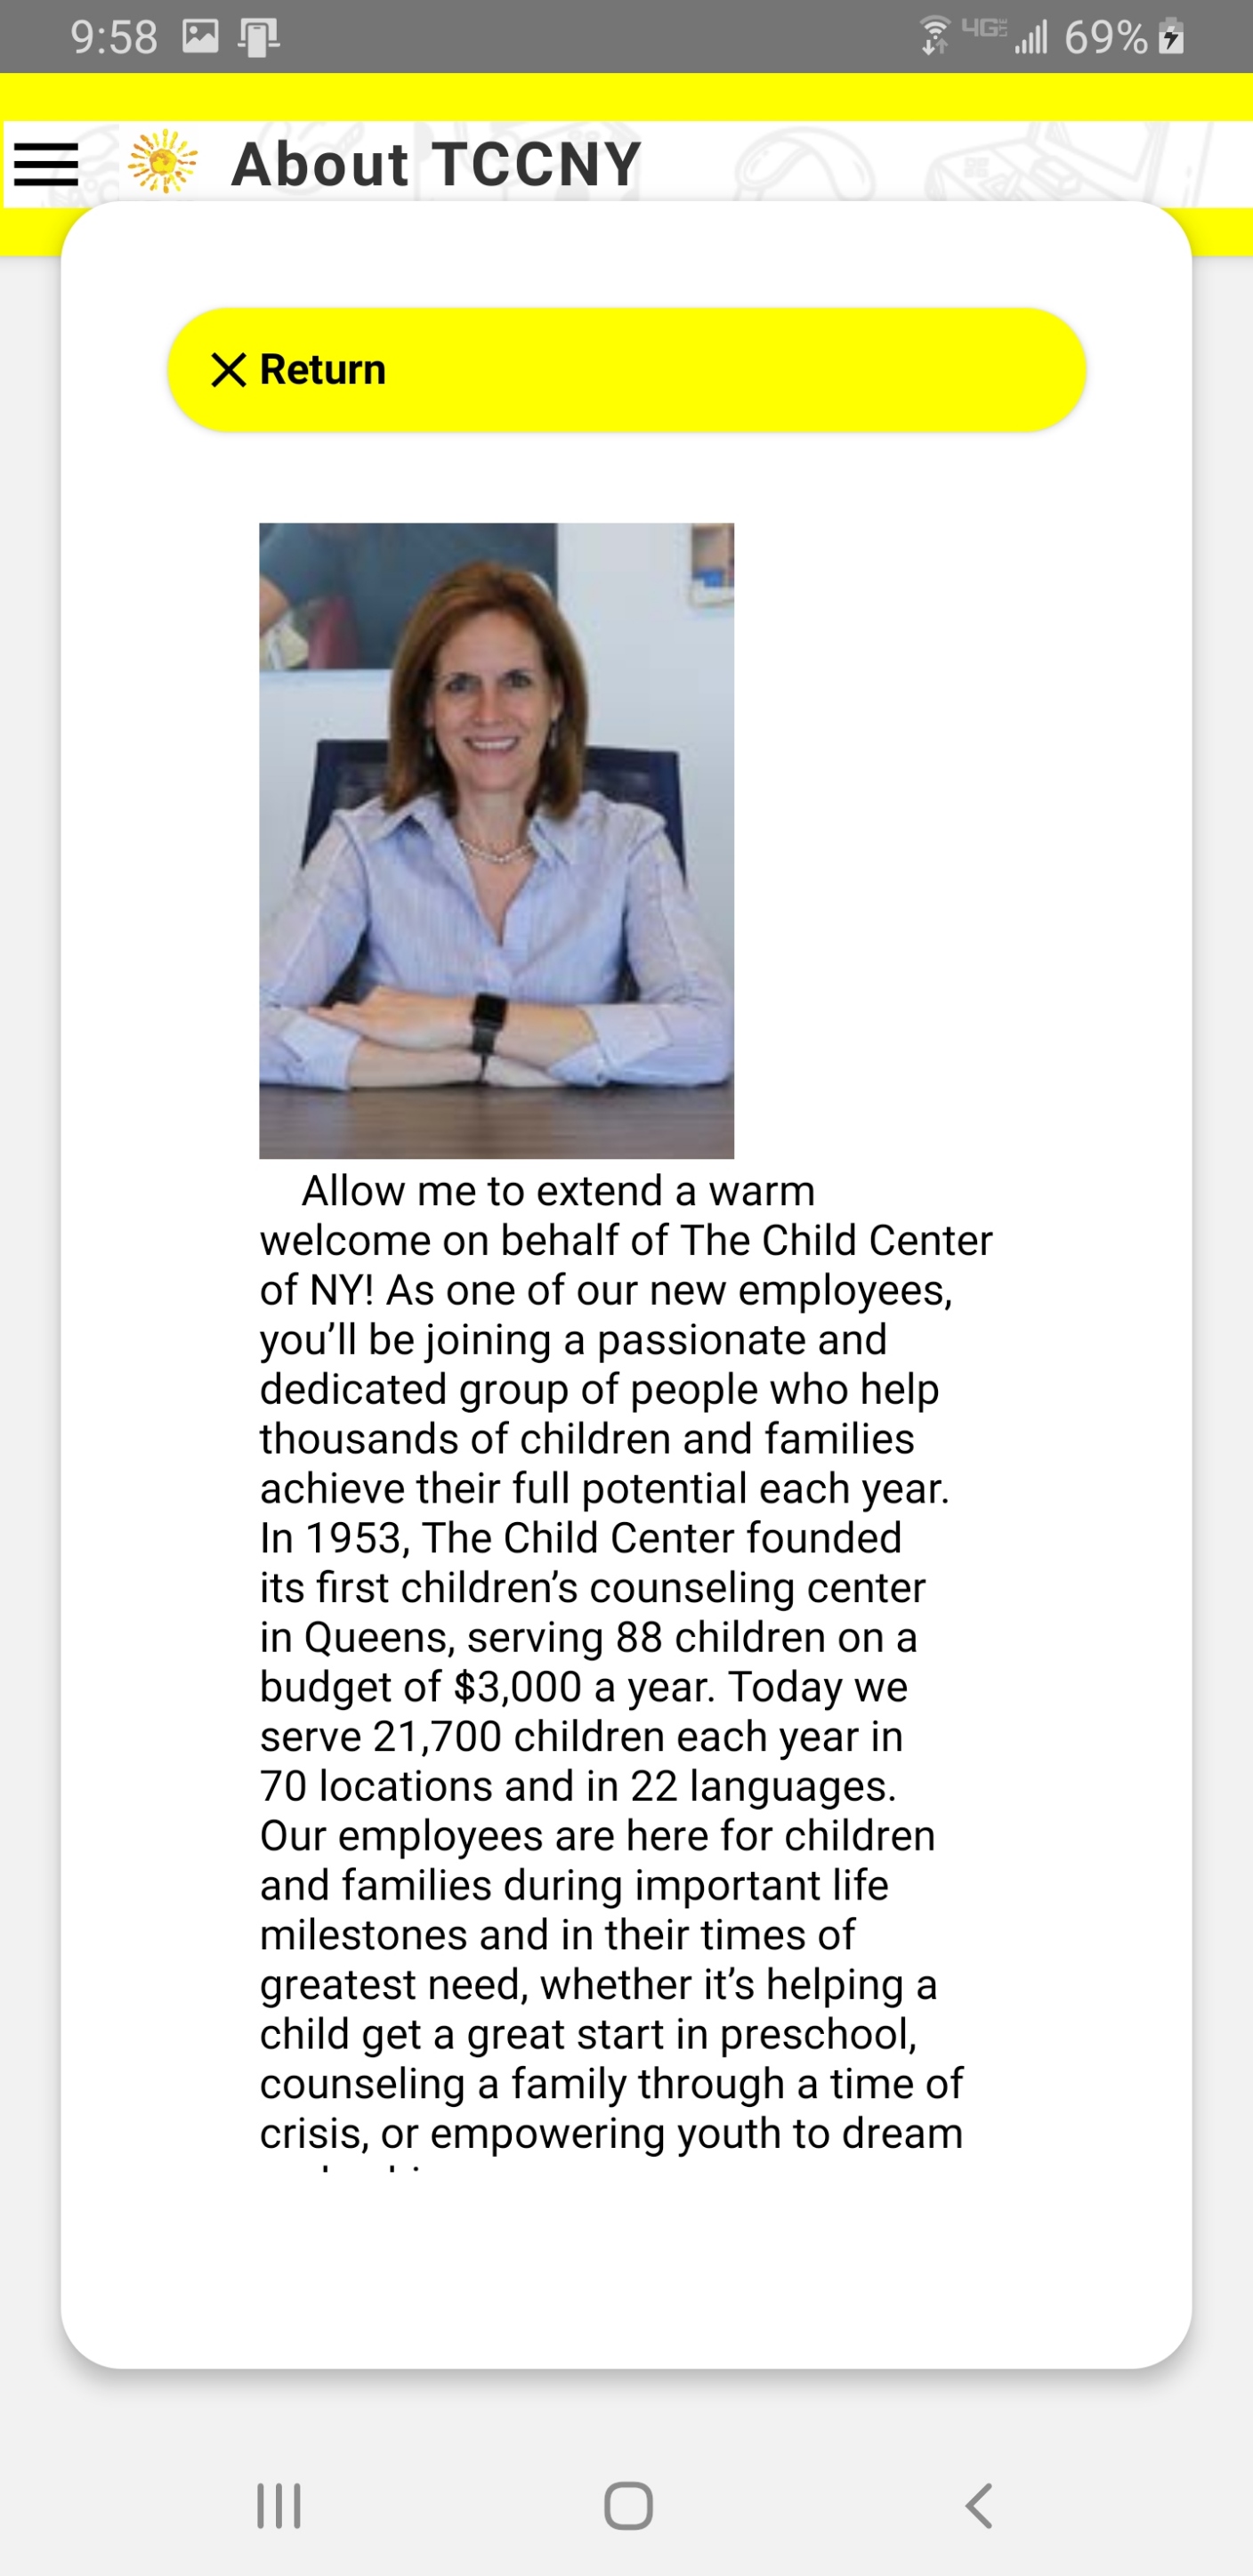 9:58
4G 69%
About TCCNY
Return
Allow me to extend a warm
welcome on behalf of The Child Center
of NY! As one of our new employees,
you’ll be joining a passionate and
dedicated group of people who help
thousands of children and families
achieve their full potential each year.
In 1953, The Child Center founded
its first children’s counseling center
in Queens, serving 88 children on a
budget of $3,000 a year. Today we
serve 21,700 children each year in
70 locations and in 22 languages.
Our employees are here for children
and families during important life
milestones and in their times of
greatest need, whether it’s helping a
child get a great start in preschool,
counseling a family through a time of
crisis, or empowering youth to dream